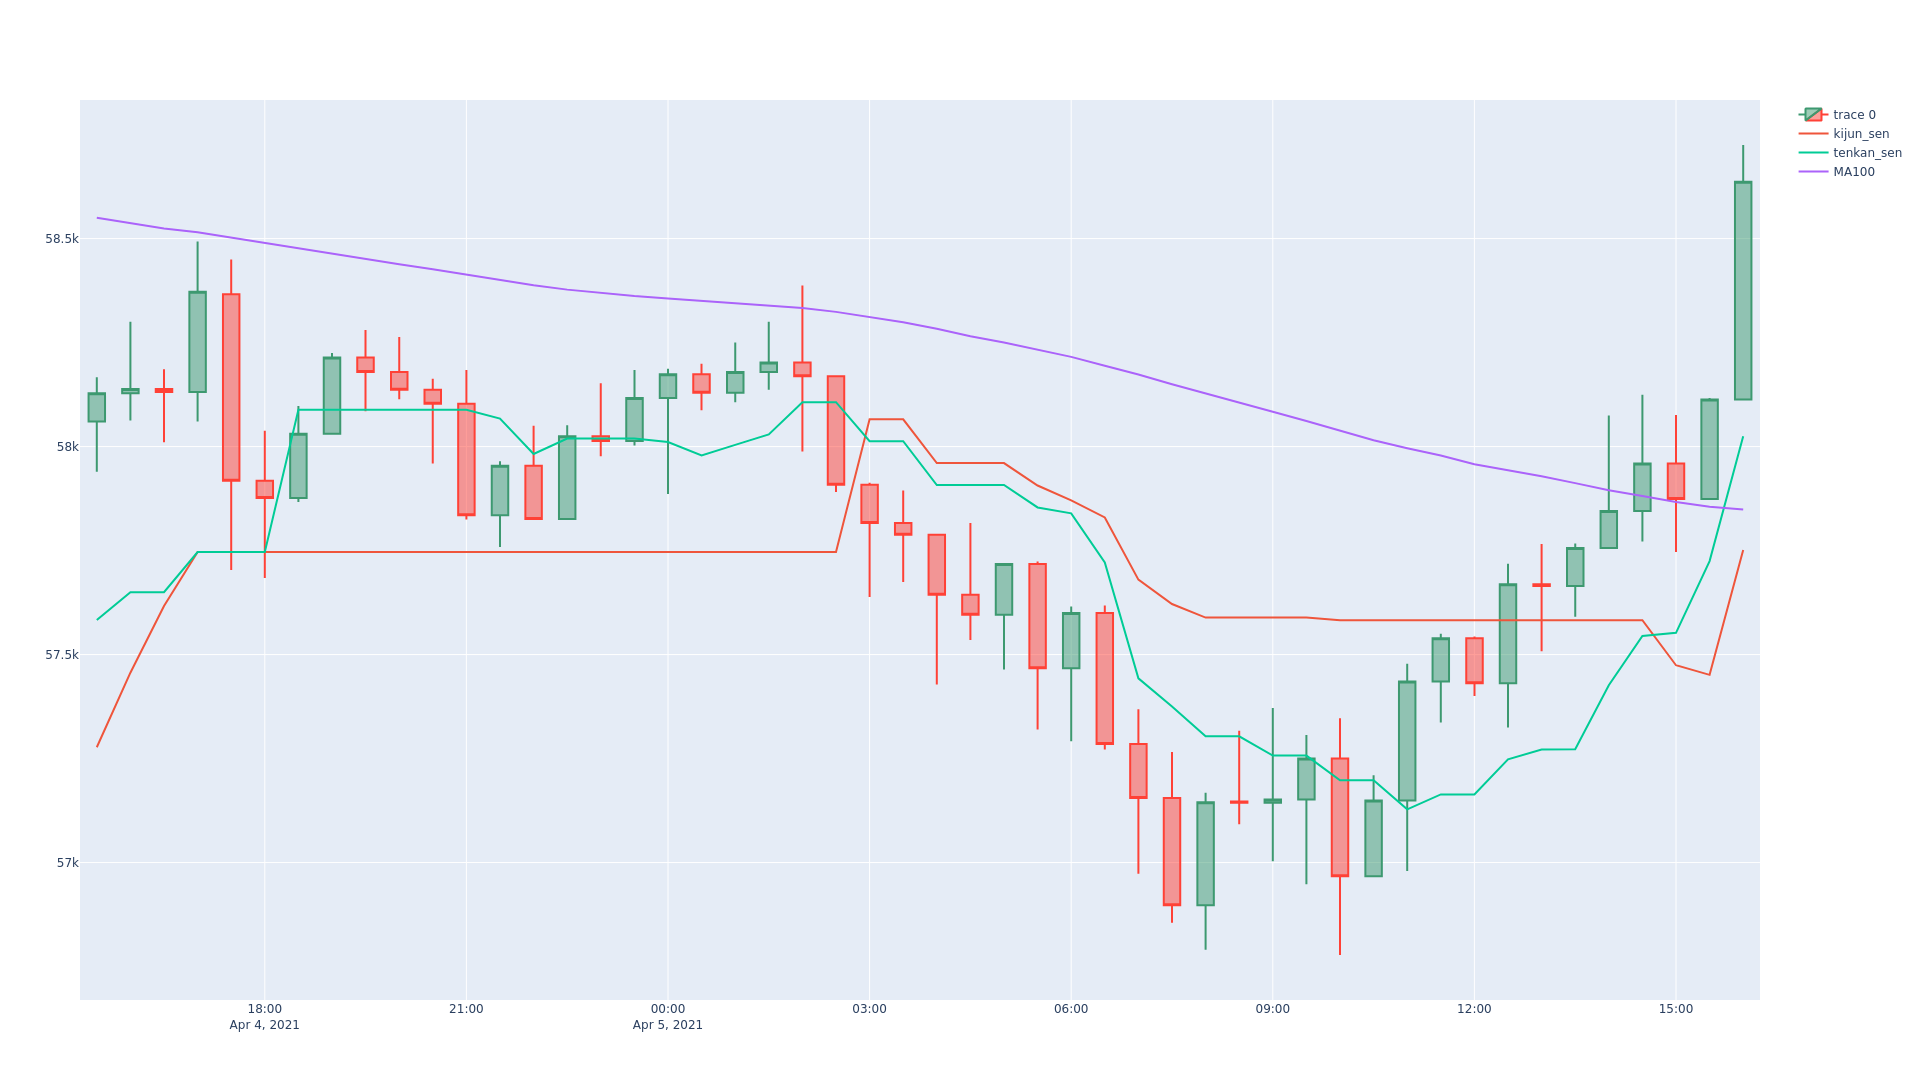 trace 0
kijun_sen
tenkan_sen
MA100
58.5k
58k
57.5k
57k
18:00 21:00 00:00 03:00 06:00 09:00 12:00 15:00
Apr 4, 2021 Apr 5, 2021